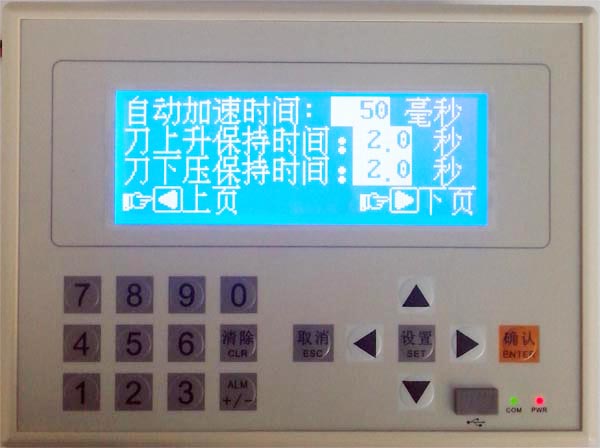 自动加速时间: 50 毫秒
刀上升保持时间: 2.0 秒
刀下压保持时间: 2.0 秒
上页 下页
7 8 9 0
4 5 6 清除 CLR 取消 ESC 设置 SET 确认 ENTER
1 2 3 ALM +/-
COM PWR